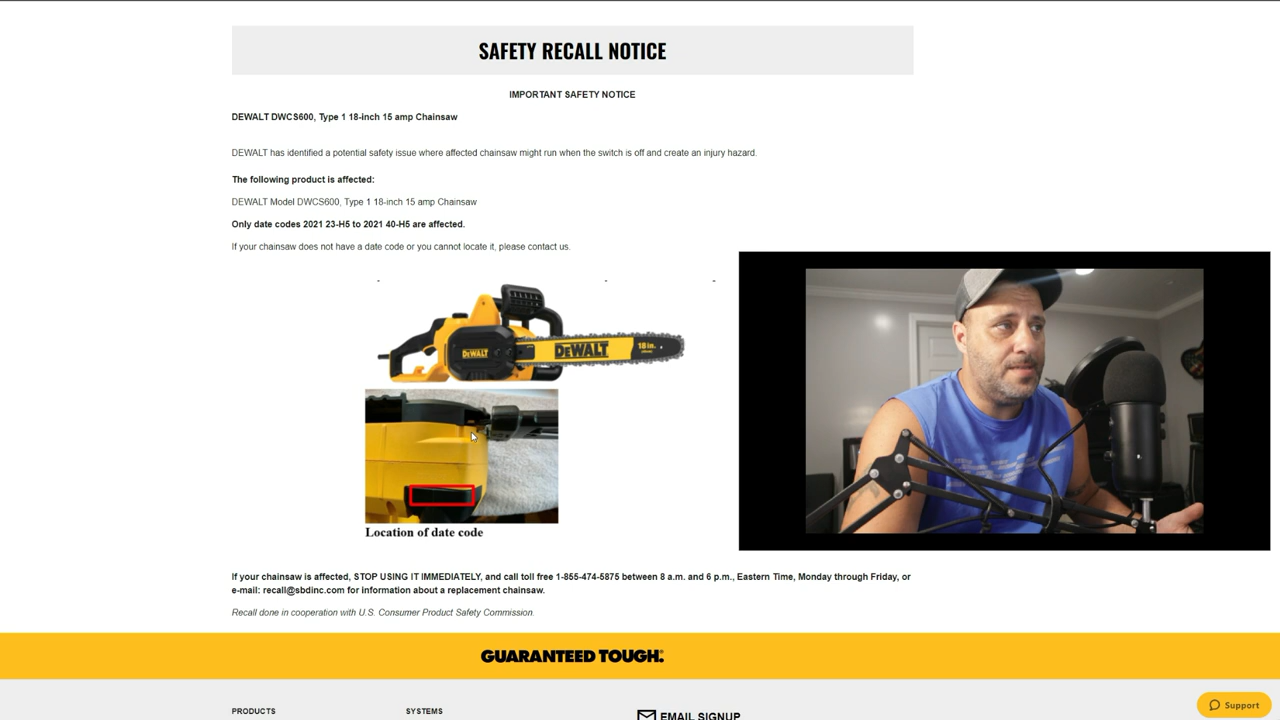 SAFETY RECALL NOTICE
IMPORTANT SAFETY NOTICE
DEWALT DWCS600, Type 1 18-inch 15 amp Chainsaw
DEWALT has identified a potential safety issue where affected chainsaw might run when the switch is off and create an injury hazard.
The following product is affected:
DEWALT Model DWCS600, Type 1 18-inch 15 amp Chainsaw
Only date codes 2021 23-H5 to 2021 40-H5 are affected.
If your chainsaw does not have a date code or you cannot locate it, please contact us.
DEWALT
DEWALT
18 in.
Location of date code
If your chainsaw is affected, STOP USING IT IMMEDIATELY, and call toll free 1-855-474-5875 between 8 a.m. and 6 p.m., Eastern Time, Monday through Friday, or
e-mail: recall@sbdinc.com for information about a replacement chainsaw.
Recall done in cooperation with U.S. Consumer Product Safety Commission.
GUARANTEED TOUGH.®
PRODUCTS
SYSTEMS
EMAIL SIGNUP
Support